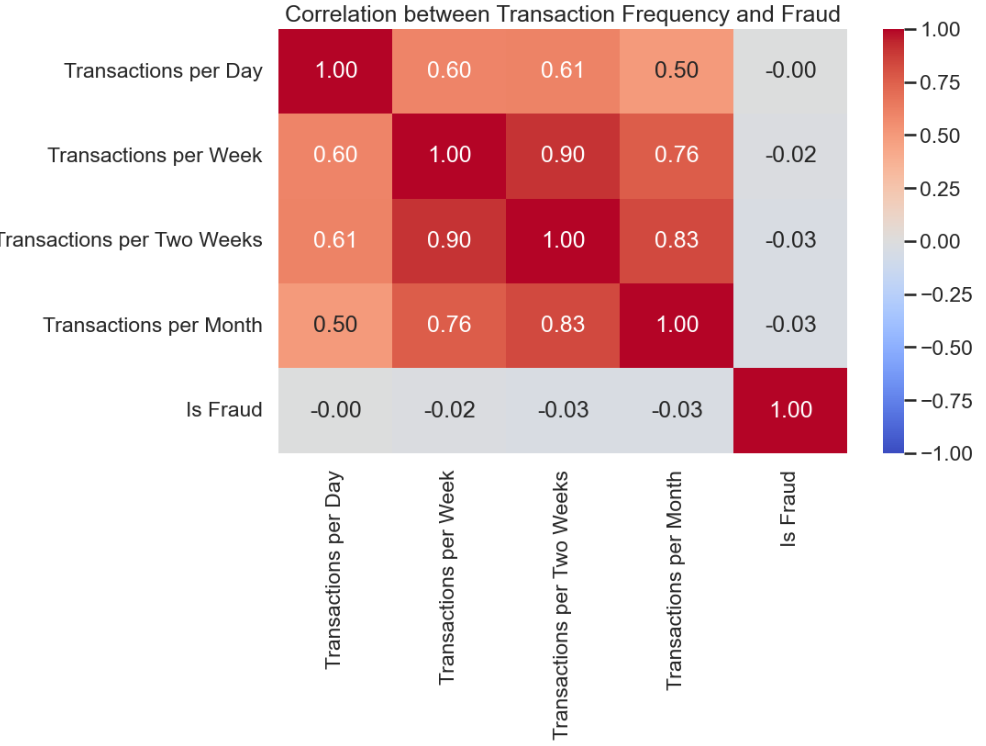 Correlation between Transaction Frequency and Fraud
Transactions per Day 1.00 0.60 0.61 0.50 -0.00
Transactions per Week 0.60 1.00 0.90 0.76 -0.02
Transactions per Two Weeks 0.61 0.90 1.00 0.83 -0.03
Transactions per Month 0.50 0.76 0.83 1.00 -0.03
Is Fraud -0.00 -0.02 -0.03 -0.03 1.00
Transactions per Day
Transactions per Week
Transactions per Two Weeks
Transactions per Month
Is Fraud
1.00
0.75
0.50
0.25
0.00
−0.25
−0.50
−0.75
−1.00